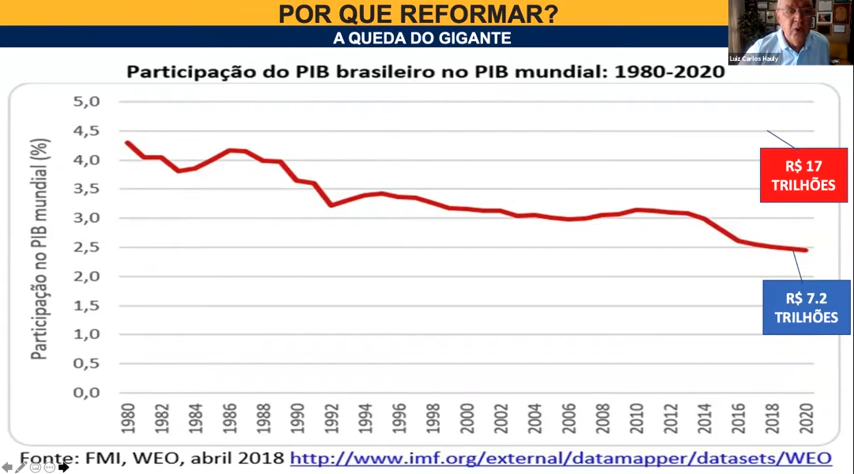 POR QUE REFORMAR?
A QUEDA DO GIGANTE
Luiz Carlos Hauly
Participação do PIB brasileiro no PIB mundial: 1980-2020
Participação no PIB mundial (%)
5,0
4,5
4,0
3,5
3,0
2,5
2,0
1,5
1,0
0,5
0,0
R$ 17
TRILHÕES
R$ 7.2
TRILHÕES
1980 1982 1984 1986 1988 1990 1992 1994 1996 1998 2000 2002 2004 2006 2008 2010 2012 2014 2016 2018 2020
Fonte: FMI, WEO, abril 2018 http://www.imf.org/external/datamapper/datasets/WEO